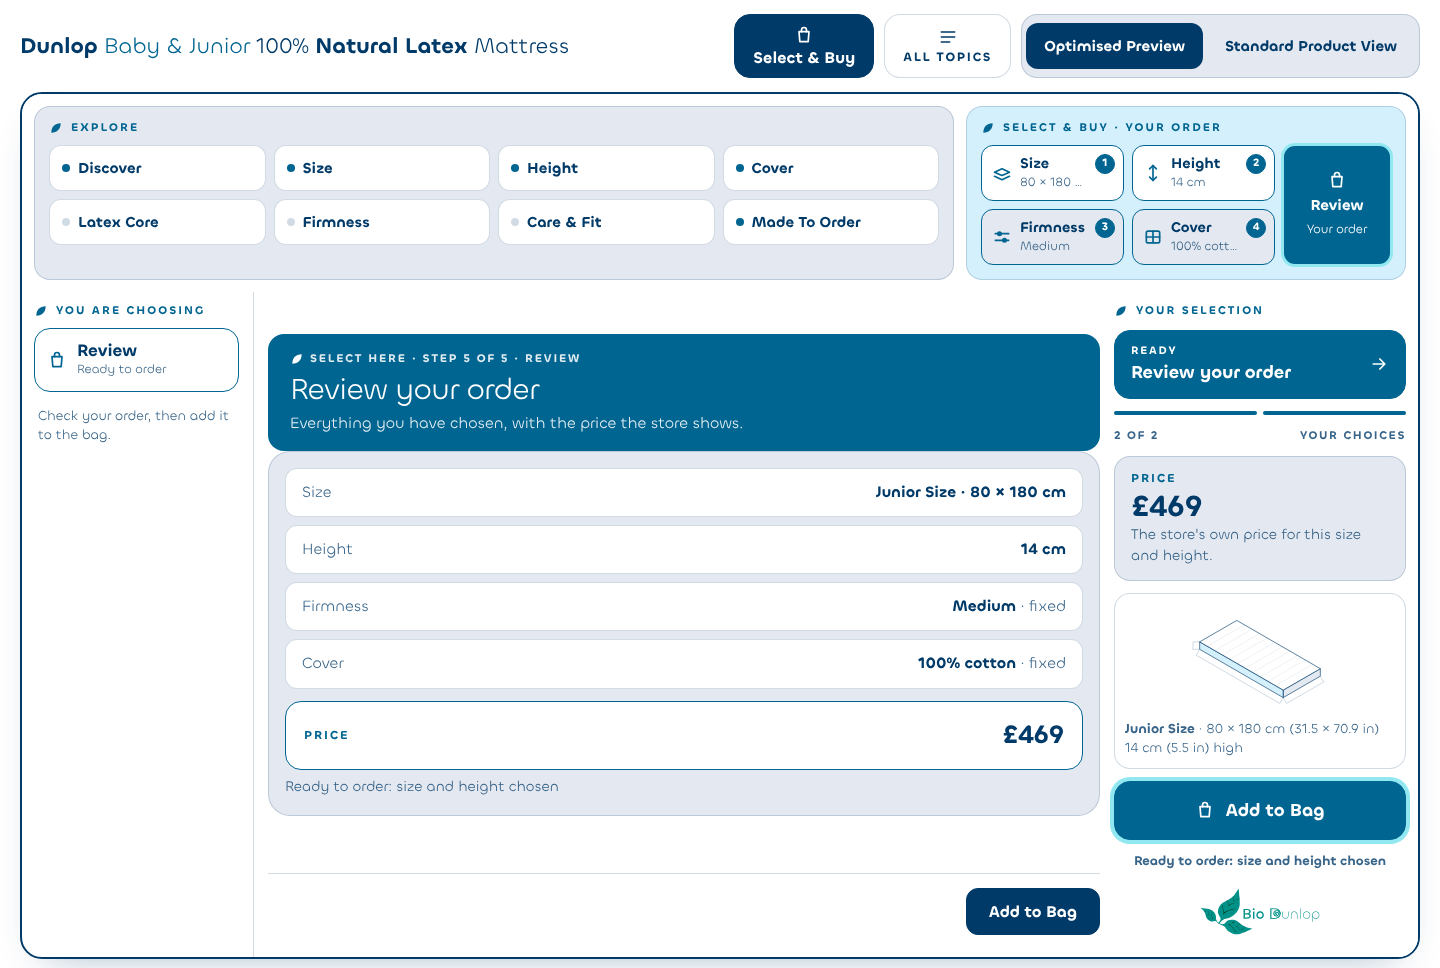 Dunlop Baby & Junior 100% Natural Latex Mattress
Select & Buy
ALL TOPICS
Optimised Preview
Standard Product View
EXPLORE
Discover
Size
Height
Cover
Latex Core
Firmness
Care & Fit
Made To Order
SELECT & BUY · YOUR ORDER
Size
1
80 × 180 ...
Height
2
14 cm
Firmness
3
Medium
Cover
4
100% cott...
Review
Your order
YOU ARE CHOOSING
Review
Ready to order
Check your order, then add it
to the bag.
SELECT HERE · STEP 5 OF 5 · REVIEW
Review your order
Everything you have chosen, with the price the store shows.
Size
Junior Size · 80 × 180 cm
Height
14 cm
Firmness
Medium · fixed
Cover
100% cotton · fixed
PRICE
£469
Ready to order: size and height chosen
Add to Bag
YOUR SELECTION
READY
Review your order
2 OF 2
YOUR CHOICES
PRICE
£469
The store's own price for this size
and height.
Junior Size · 80 × 180 cm (31.5 × 70.9 in)
14 cm (5.5 in) high
Add to Bag
Ready to order: size and height chosen
Bio Dunlop